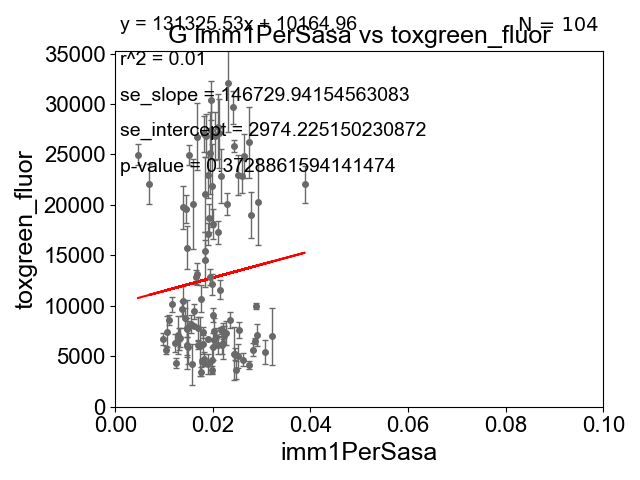 y = 131325.53x + 10164.96
N = 104
G Imm1PerSasa vs toxgreen_fluor
r^2 = 0.01
se_slope = 146729.94154563083
se_intercept = 2974.225150230872
p-value = 0.3728861594141474
toxgreen_fluor
35000
30000
25000
20000
15000
10000
5000
0
0.00 0.02 0.04 0.06 0.08 0.10
imm1PerSasa